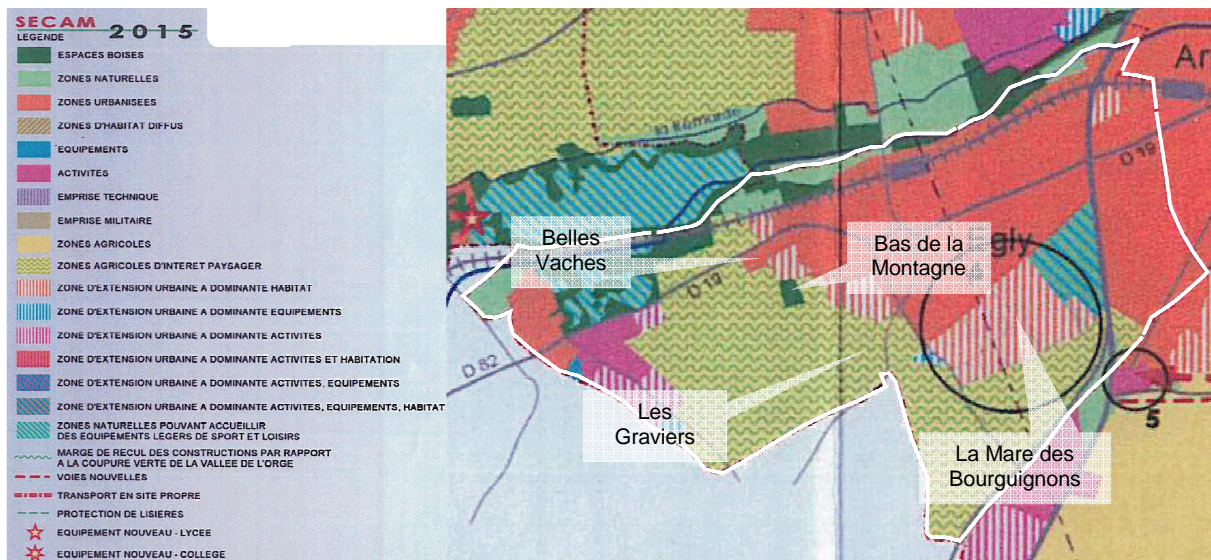 SECAM
2015
LEGENDE
ESPACES BOISES
ZONES NATURELLES
ZONES URBANISEES
ZONES D'HABITAT DIFFUS
EQUIPEMENTS
ACTIVITES
EMPRISE TECHNIQUE
EMPRISE MILITAIRE
ZONES AGRICOLES
ZONES AGRICOLES D'INTERET PAYSAGER
ZONE D'EXTENSION URBAINE A DOMINANTE HABITAT
ZONE D'EXTENSION URBAINE A DOMINANTE EQUIPEMENTS
ZONE D'EXTENSION URBAINE A DOMINANTE ACTIVITES
ZONE D'EXTENSION URBAINE A DOMINANTE ACTIVITES ET HABITATION
ZONE D'EXTENSION URBAINE A DOMINANTE ACTIVITES, EQUIPEMENTS
ZONE D'EXTENSION URBAINE A DOMINANTE ACTIVITES, EQUIPEMENTS, HABITAT
ZONES NATURELLES POUVANT ACCUEILLIR
DES EQUIPEMENTS LEGERS DE SPORT ET LOISIRS
MARGE DE RECUL DES CONSTRUCTIONS PAR RAPPORT
A LA COUPURE VERTE DE LA VALLEE DE L'ORGE
VOIES NOUVELLES
TRANSPORT EN SITE PROPRE
PROTECTION DE LISIERES
EQUIPEMENT NOUVEAU - LYCEE
EQUIPEMENT NOUVEAU - COLLEGE
Ar
la Rémarde
D 19
Belles
Vaches
Bas de la
Montagne
gly
D 19
D 82
Les
Graviers
La Mare des
Bourguignons
5